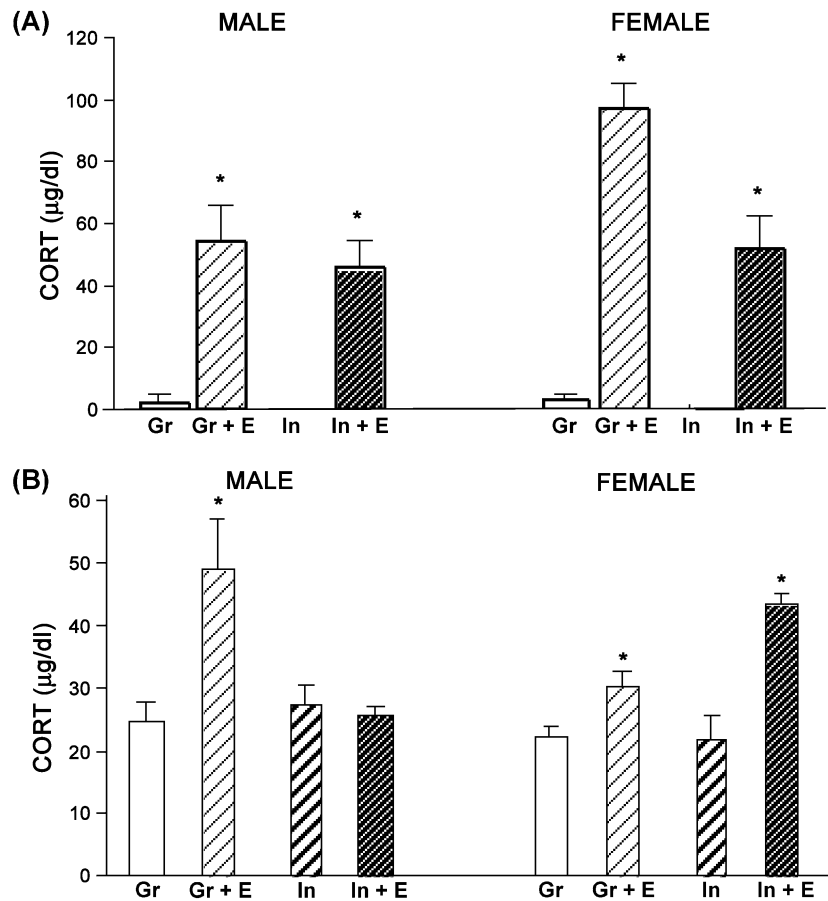 (A)
MALE
FEMALE
120
100
80
60
40
20
0
CORT (µg/dl)
*
*
*
*
Gr Gr + E In In + E Gr Gr + E In In + E
(B)
MALE
FEMALE
60
50
40
30
20
10
0
CORT (µg/dl)
*
*
*
Gr Gr + E In In + E Gr Gr + E In In + E